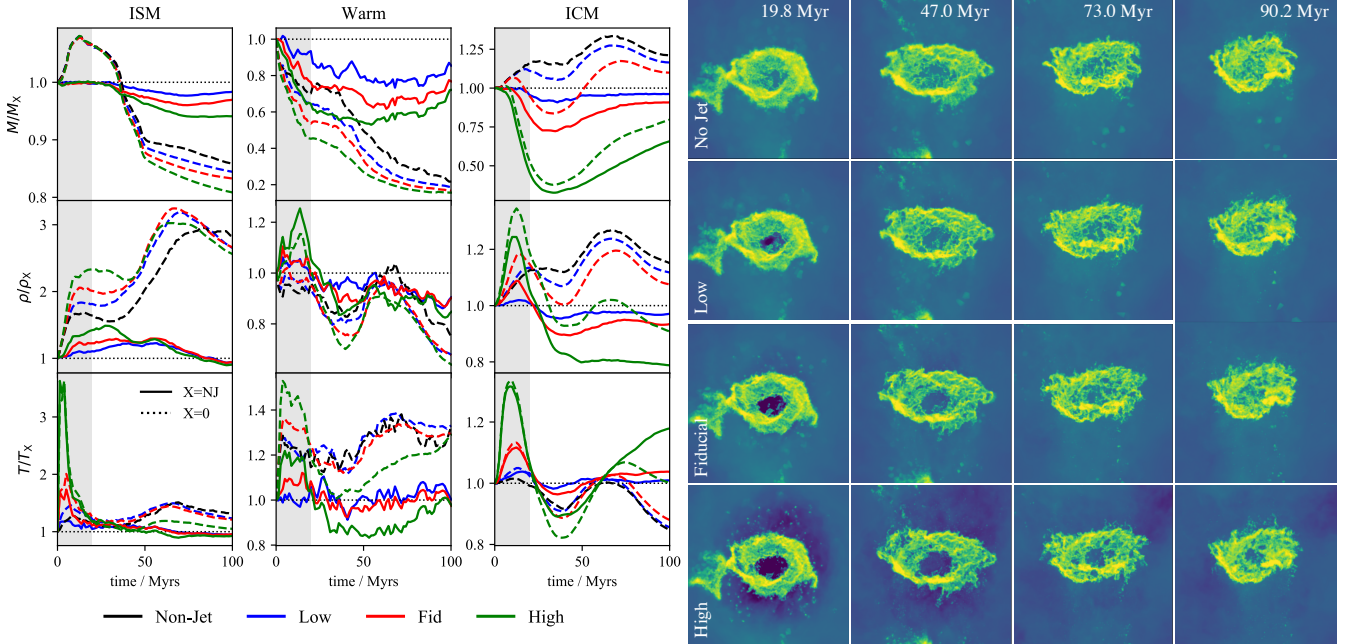 ISM
Warm
ICM
M/M_X
1.0
0.9
0.8
1.0
0.8
0.6
0.4
0.2
1.25
1.00
0.75
0.50
ρ/ρ_X
3
2
1
1.2
1.0
0.8
1.2
1.0
0.8
T/T_X
3
2
1
X=NJ
X=0
1.4
1.2
1.0
0.8
1.2
1.0
0.8
0 50 100
0 50 100
0 50 100
time / Myrs
time / Myrs
time / Myrs
Non-Jet
Low
Fid
High
19.8 Myr
47.0 Myr
73.0 Myr
90.2 Myr
No Jet
Low
Fiducial
High